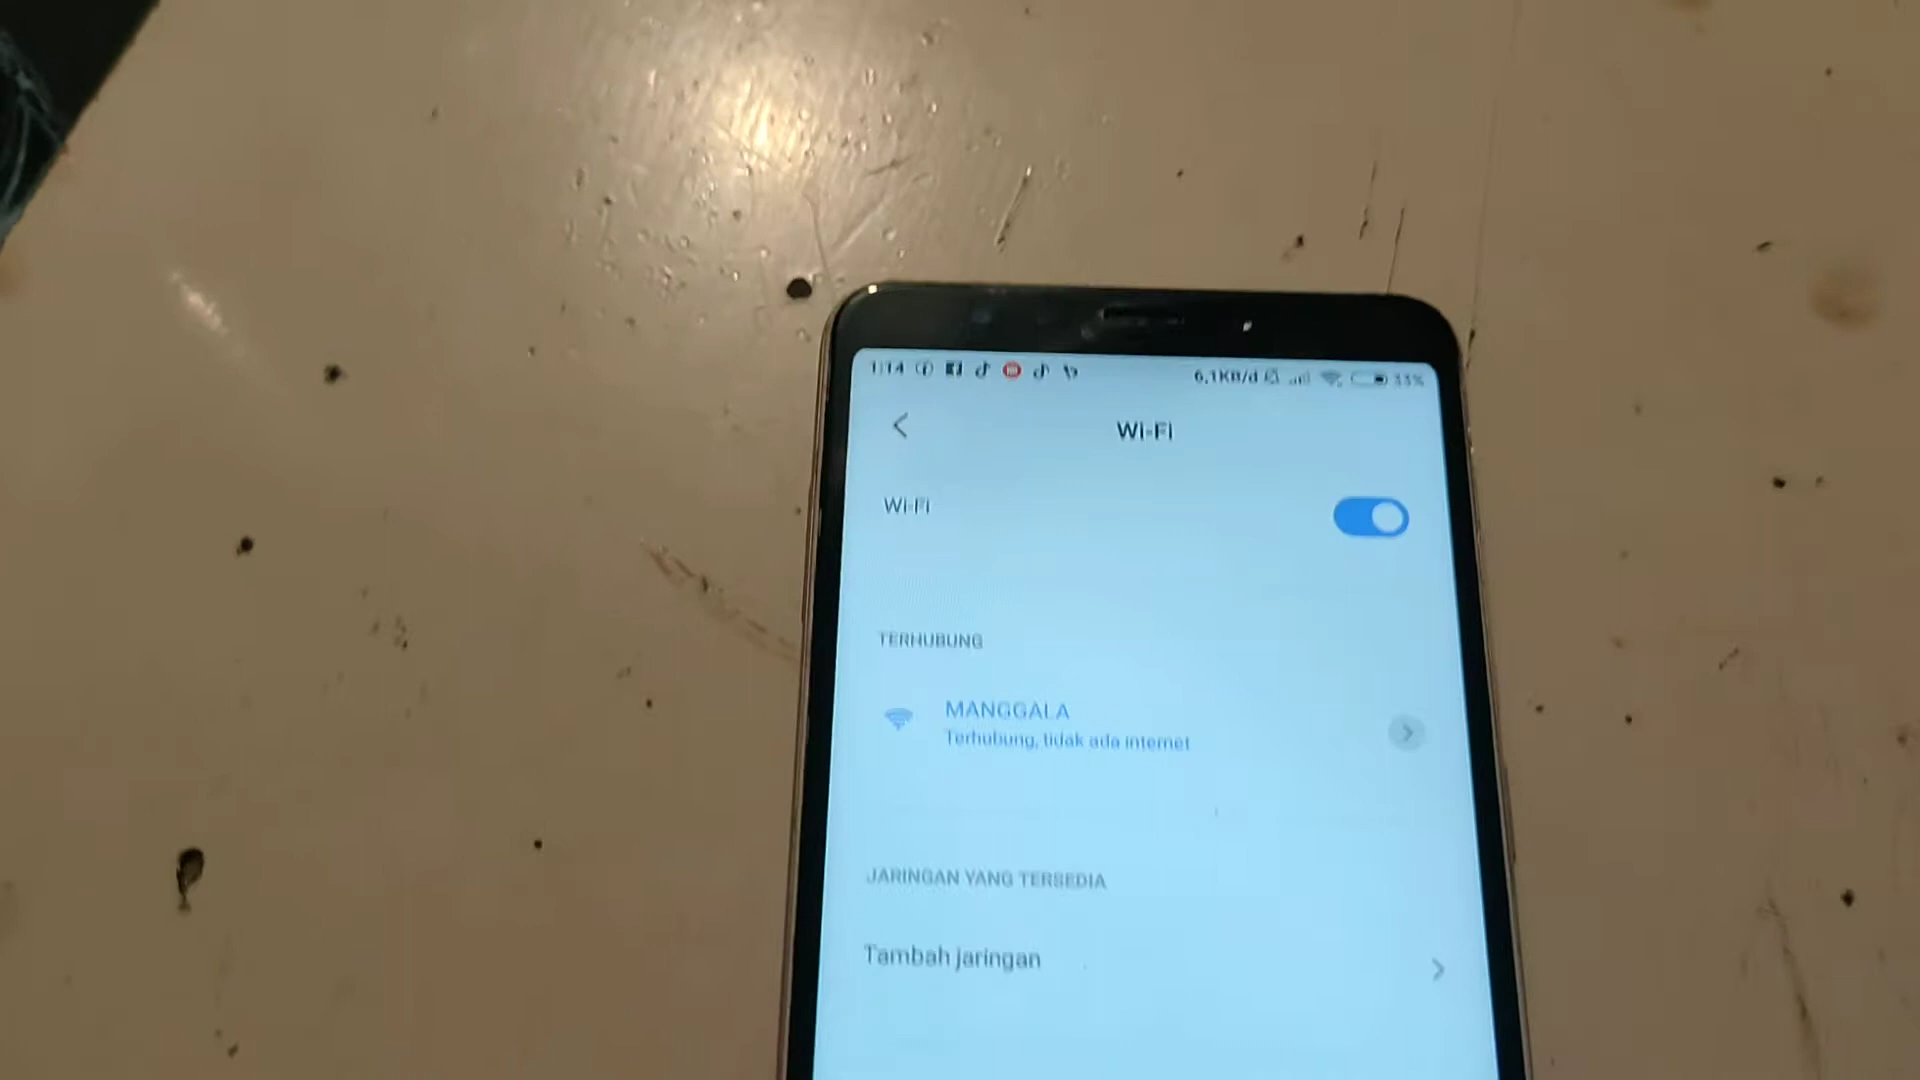 1:14
6,1KB/d 33%
Wi-Fi
Wi-Fi
TERHUBUNG
MANGGALA
Terhubung, tidak ada internet
JARINGAN YANG TERSEDIA
Tambah jaringan